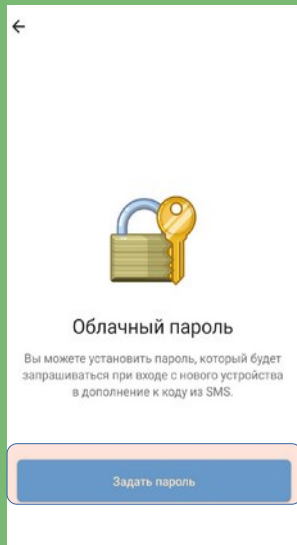 Облачный пароль
Вы можете установить пароль, который будет
запрашиваться при входе с нового устройства
в дополнение к коду из SMS.
Задать пароль